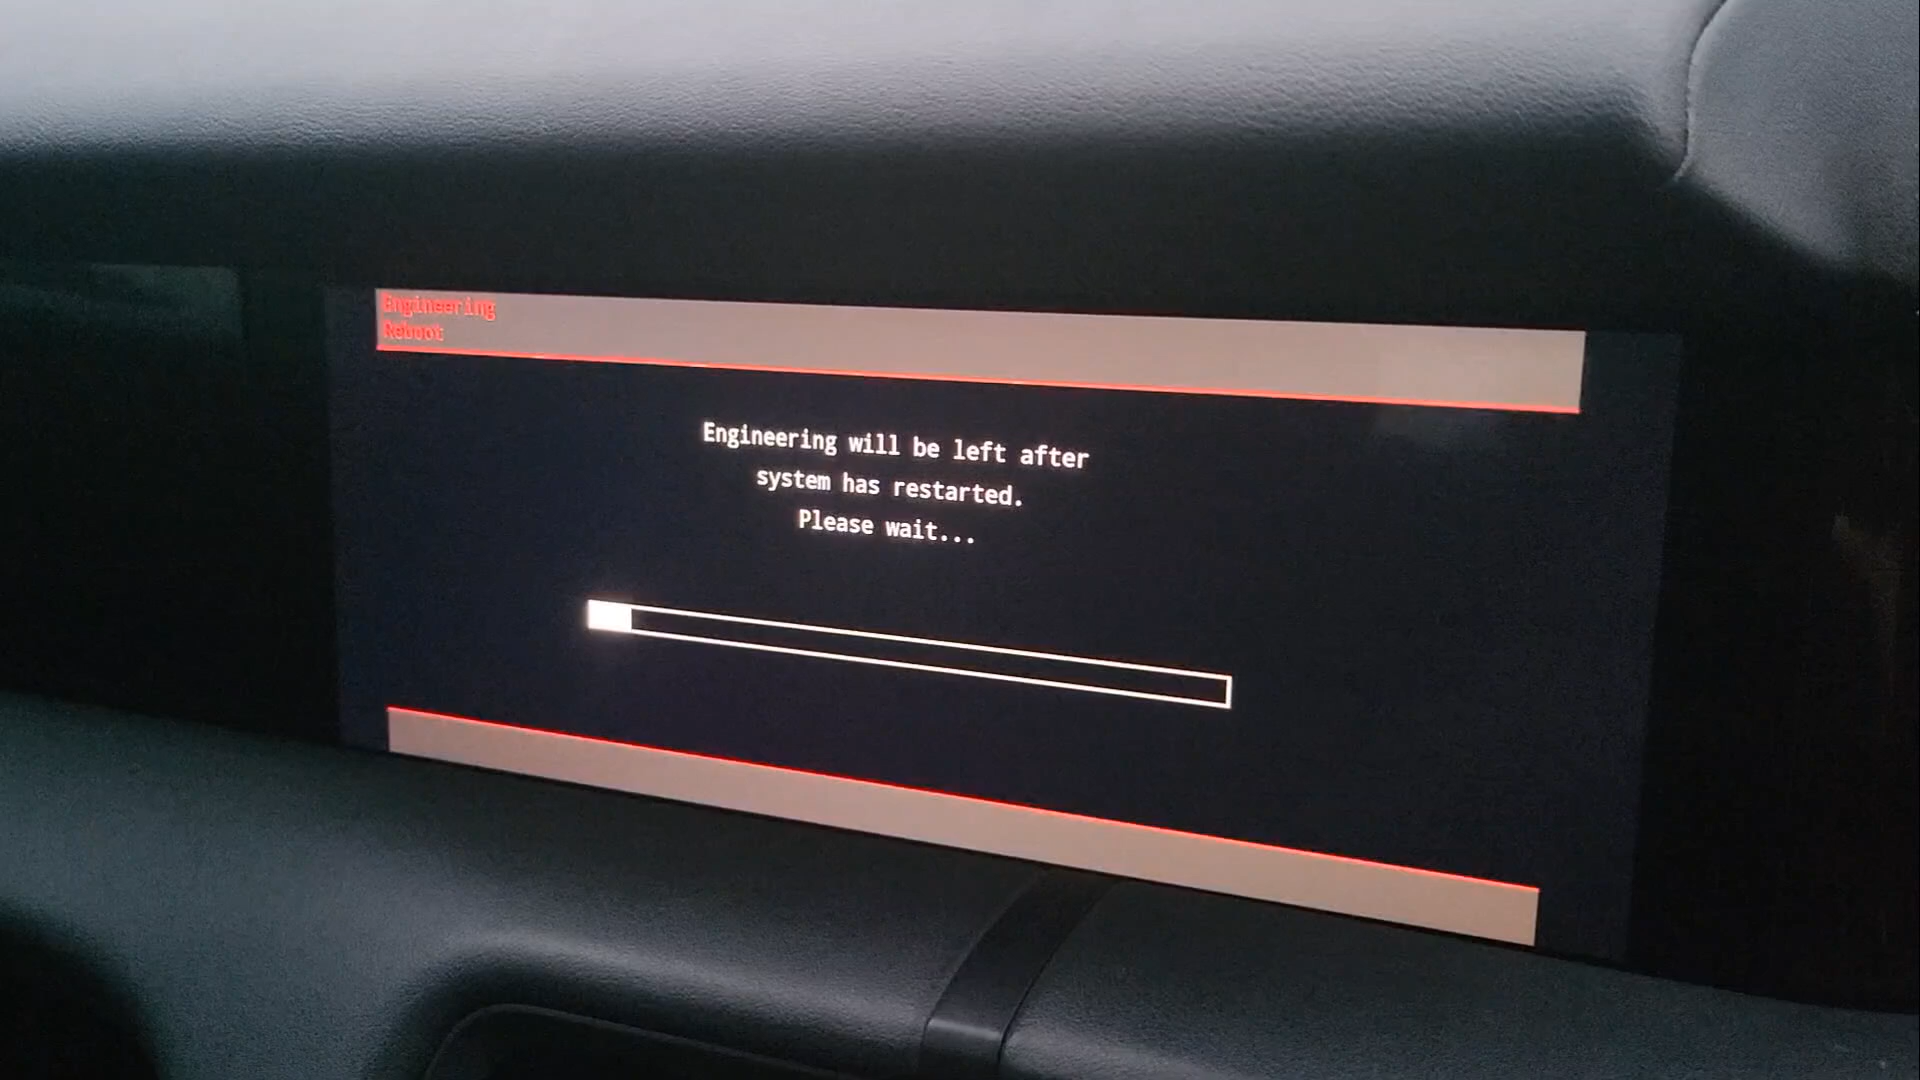 Engineering
Reboot
Engineering will be left after
system has restarted.
Please wait...